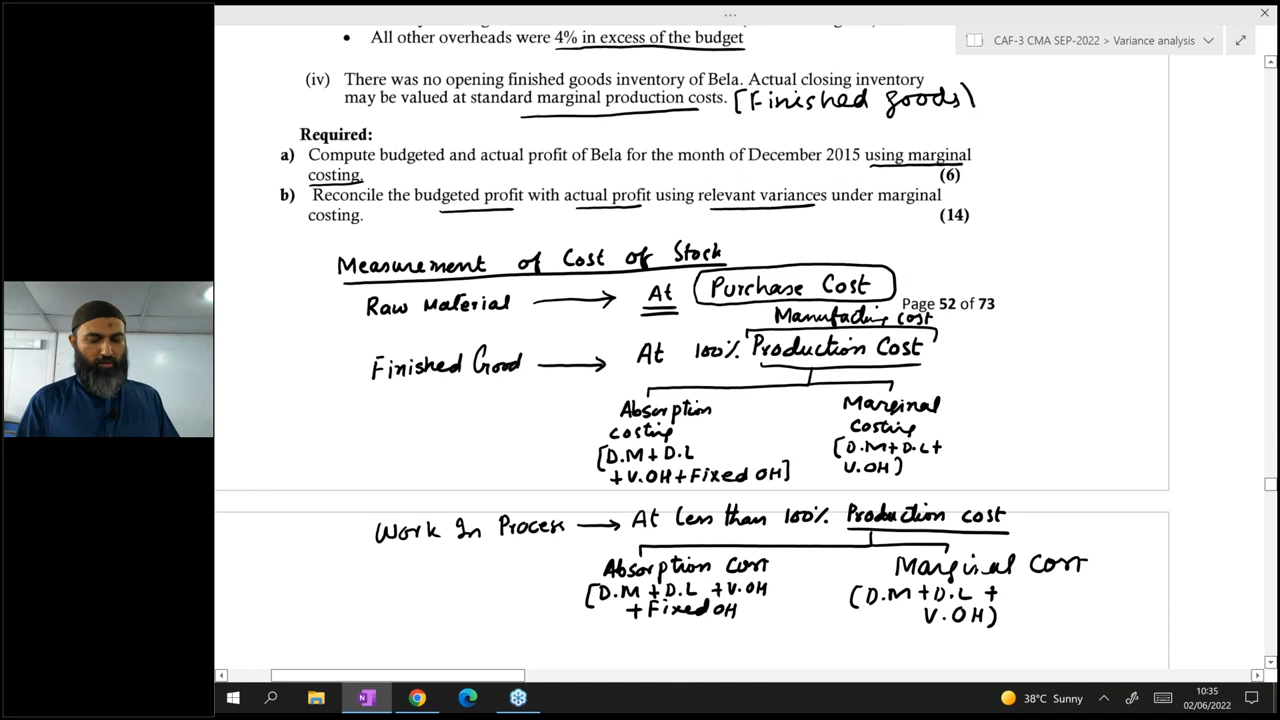 CAF-3 CMA SEP-2022 > Variance analysis
• All other overheads were 4% in excess of the budget
(iv) There was no opening finished goods inventory of Bela. Actual closing inventory
may be valued at standard marginal production costs. [Finished goods)
Required:
a) Compute budgeted and actual profit of Bela for the month of December 2015 using marginal
costing. (6)
b) Reconcile the budgeted profit with actual profit using relevant variances under marginal
costing. (14)
Measurement of Cost of Stock
Raw Material → At Purchase Cost
Page 52 of 73
Manufacting cost
Finished Good → At 100% Production Cost
Absorption
costing
[D.M + D.L
+ V.OH + Fixed OH]
Marginal
costing
[D.M + D.L +
V.OH)
Work In Process → At less than 100% Production cost
Absorption cost
[D.M + D.L + V.OH
+ Fixed OH
Marginal cost
(D.M + D.L +
V.OH)
38°C Sunny
10:35
02/06/2022